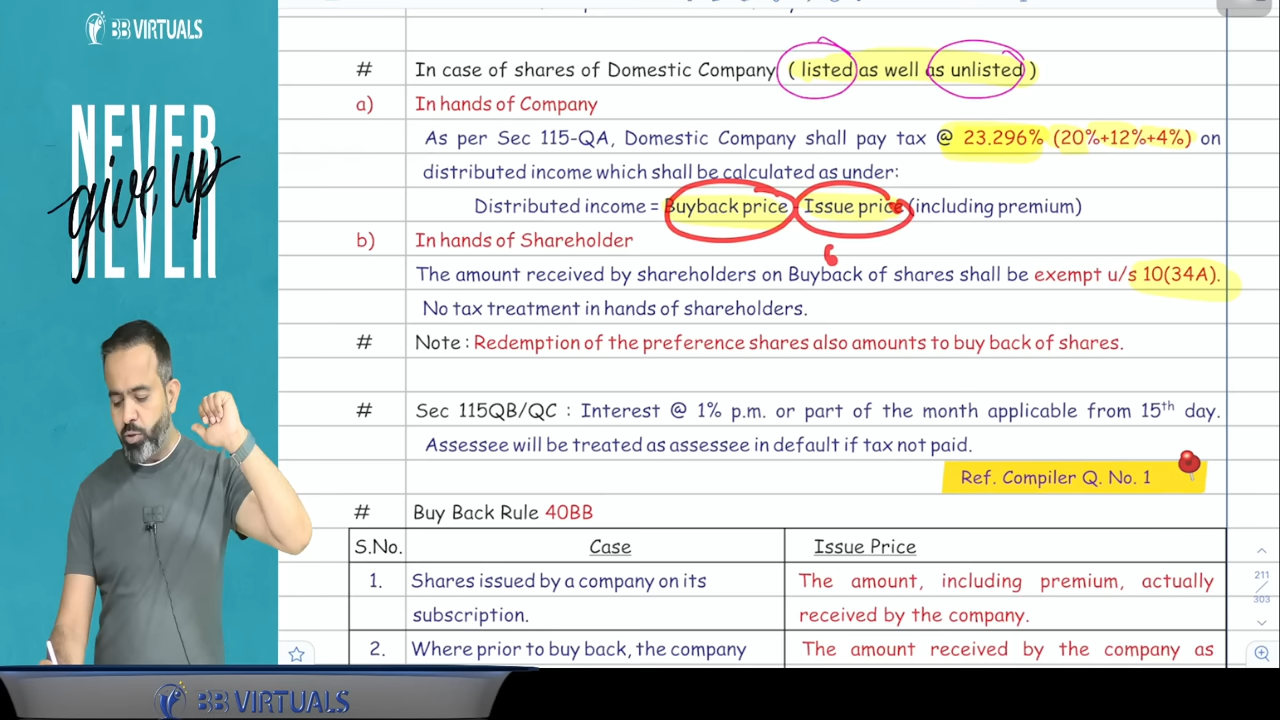 BB VIRTUALS
NEVER
give up
NEVER
# In case of shares of Domestic Company ( listed as well as unlisted )
a) In hands of Company
As per Sec 115-QA, Domestic Company shall pay tax @ 23.296% (20%+12%+4%) on
distributed income which shall be calculated as under:
Distributed income = Buyback price - Issue price (including premium)
b) In hands of Shareholder
The amount received by shareholders on Buyback of shares shall be exempt u/s 10(34A).
No tax treatment in hands of shareholders.
# Note : Redemption of the preference shares also amounts to buy back of shares.
# Sec 115QB/QC : Interest @ 1% p.m. or part of the month applicable from 15th day.
Assessee will be treated as assessee in default if tax not paid.
Ref. Compiler Q. No. 1
# Buy Back Rule 40BB
S.No. Case Issue Price
1. Shares issued by a company on its The amount, including premium, actually
subscription. received by the company.
2. Where prior to buy back, the company The amount received by the company as
211
303
BB VIRTUALS